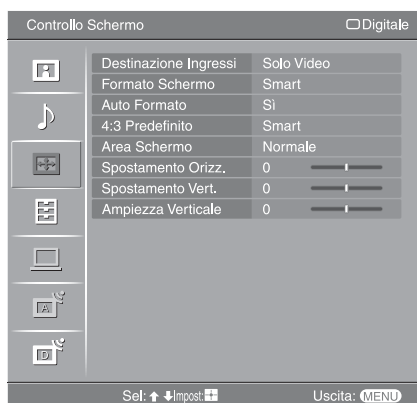 Controllo Schermo Digitale
Destinazione Ingressi Solo Video
Formato Schermo Smart
Auto Formato Sì
4:3 Predefinito Smart
Area Schermo Normale
Spostamento Orizz. 0
Spostamento Vert. 0
Ampiezza Verticale 0
A
D
Sel: Impost: Uscita: MENU